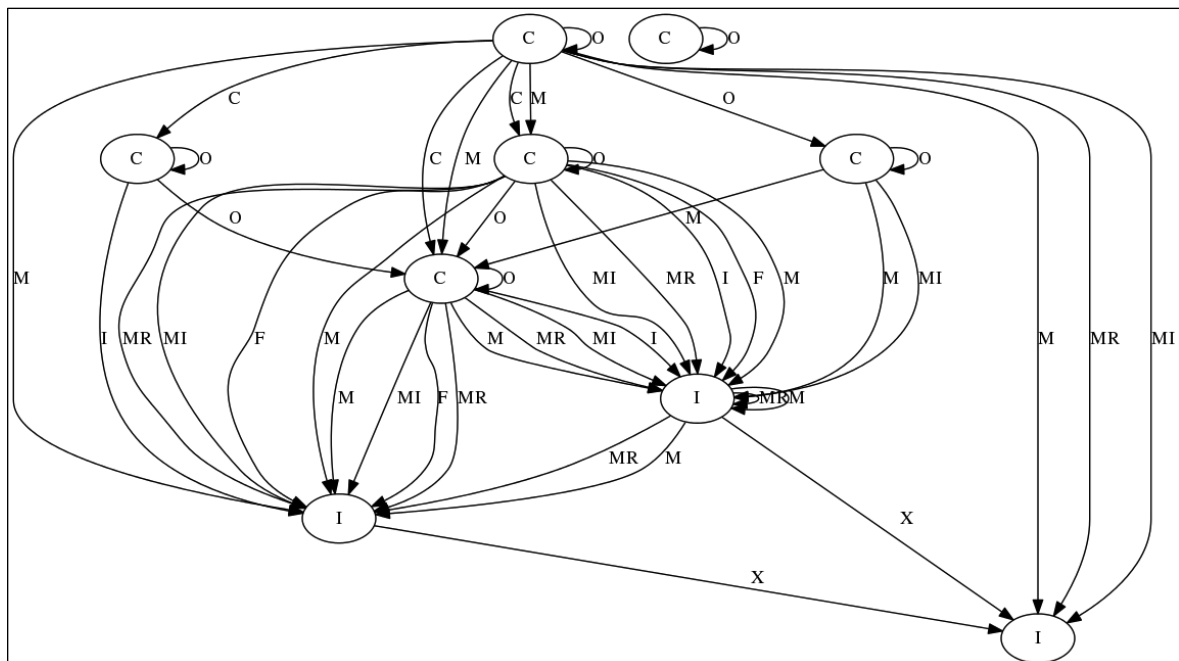 C O C O
C C M O
C O C M C O C O
O M
C O
M I MR MI F M MI MR I F M M MI M MR MI
M MI F MR M MR MI I
I MR M
MR M
I X
X
I